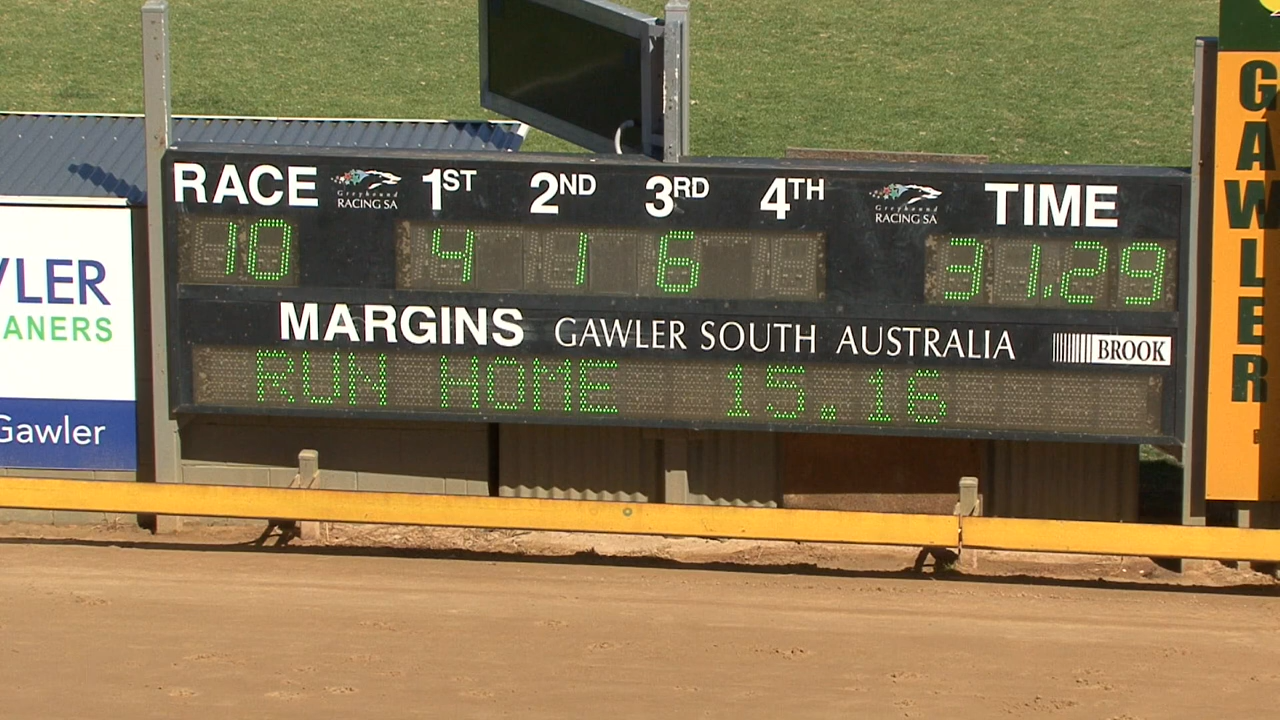 RACE Greyhound RACING SA 1ST 2ND 3RD 4TH Greyhound RACING SA TIME
10 4 1 6 31.29
MARGINS GAWLER SOUTH AUSTRALIA BROOK
RUN HOME 15.16
WLER
ANERS
Gawler
GAWLER